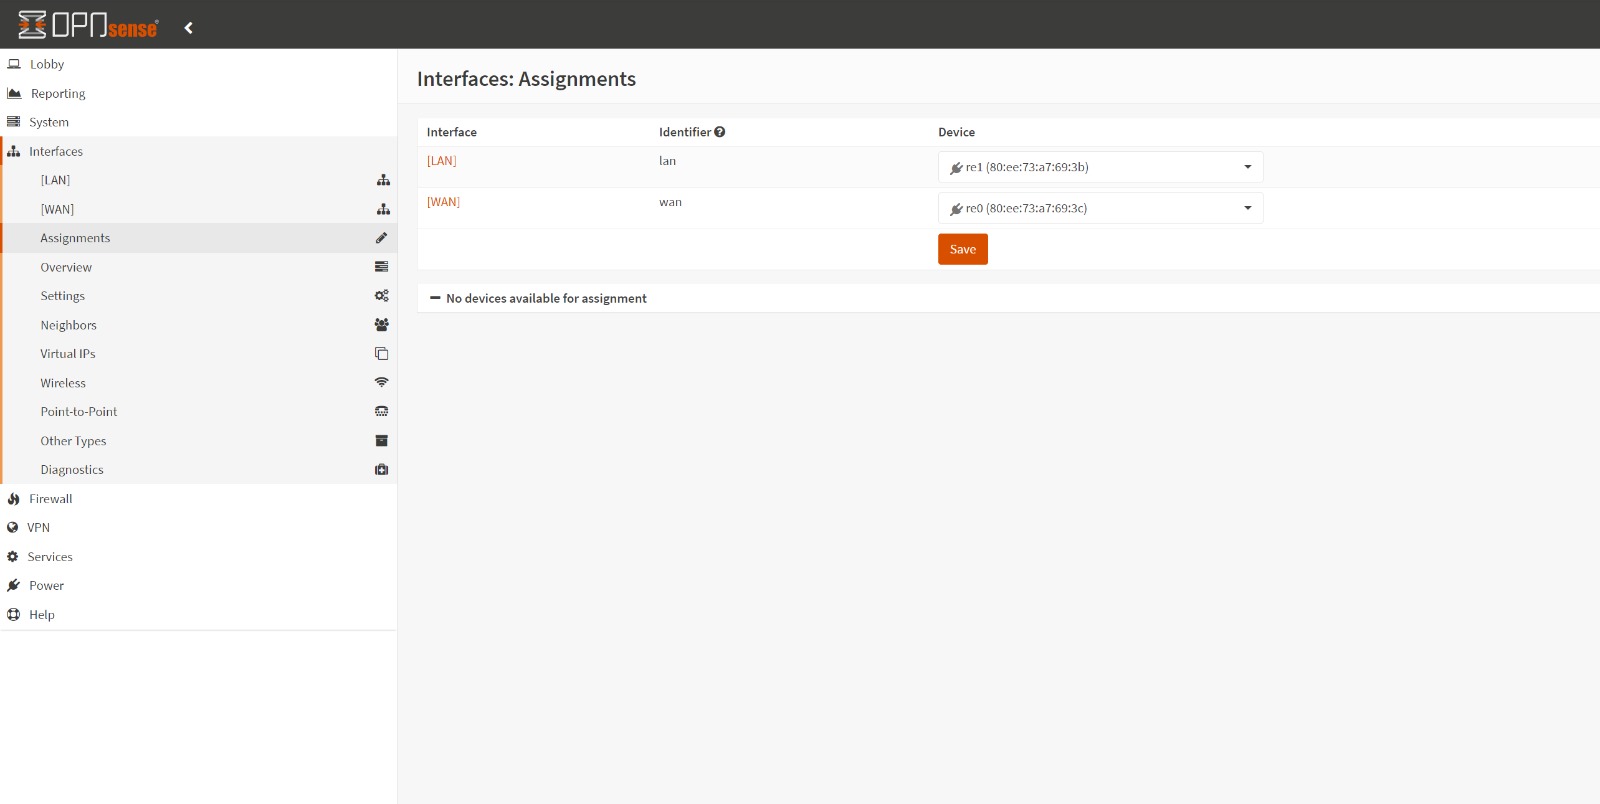 OPNsense®
Lobby
Reporting
System
Interfaces
[LAN]
[WAN]
Assignments
Overview
Settings
Neighbors
Virtual IPs
Wireless
Point-to-Point
Other Types
Diagnostics
Firewall
VPN
Services
Power
Help
Interfaces: Assignments
Interface Identifier Device
[LAN] lan re1 (80:ee:73:a7:69:3b)
[WAN] wan re0 (80:ee:73:a7:69:3c)
Save
No devices available for assignment